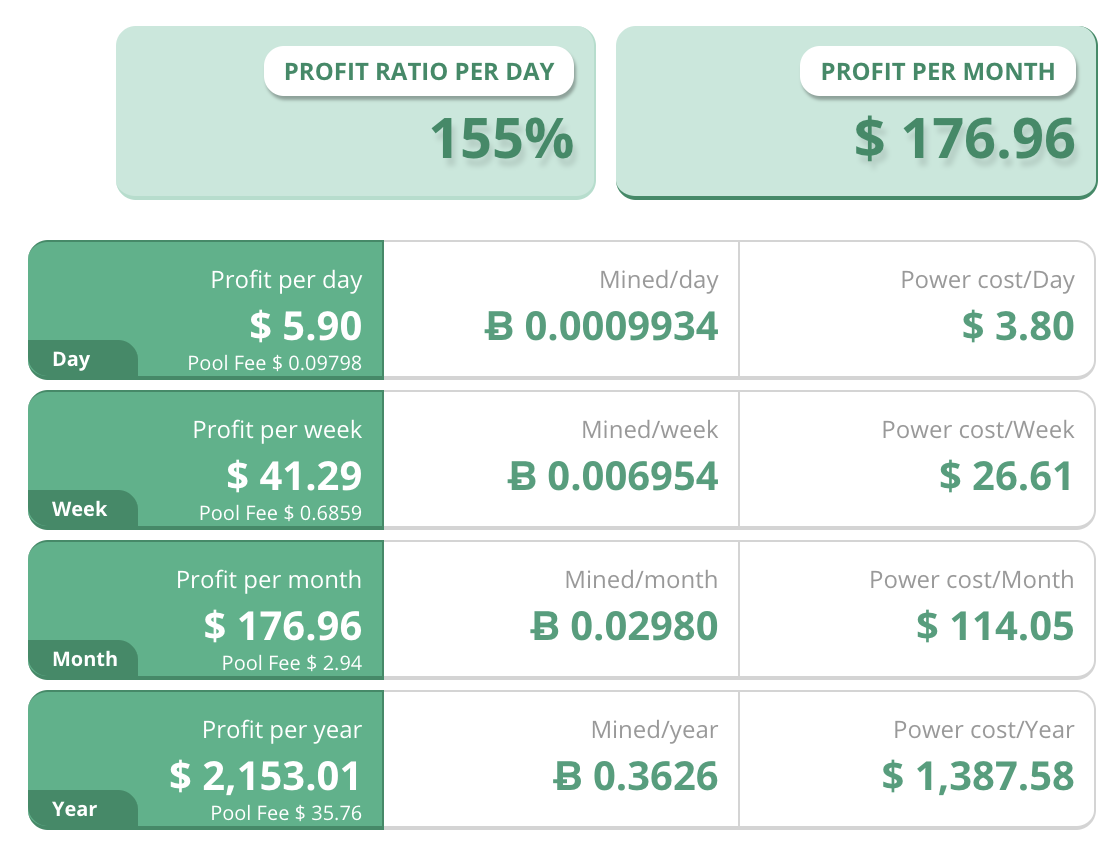 PROFIT RATIO PER DAY
155%
PROFIT PER MONTH
$ 176.96
Profit per day
$ 5.90
Pool Fee $ 0.09798
Day
Mined/day
Ƀ 0.0009934
Power cost/Day
$ 3.80
Profit per week
$ 41.29
Pool Fee $ 0.6859
Week
Mined/week
Ƀ 0.006954
Power cost/Week
$ 26.61
Profit per month
$ 176.96
Pool Fee $ 2.94
Month
Mined/month
Ƀ 0.02980
Power cost/Month
$ 114.05
Profit per year
$ 2,153.01
Pool Fee $ 35.76
Year
Mined/year
Ƀ 0.3626
Power cost/Year
$ 1,387.58